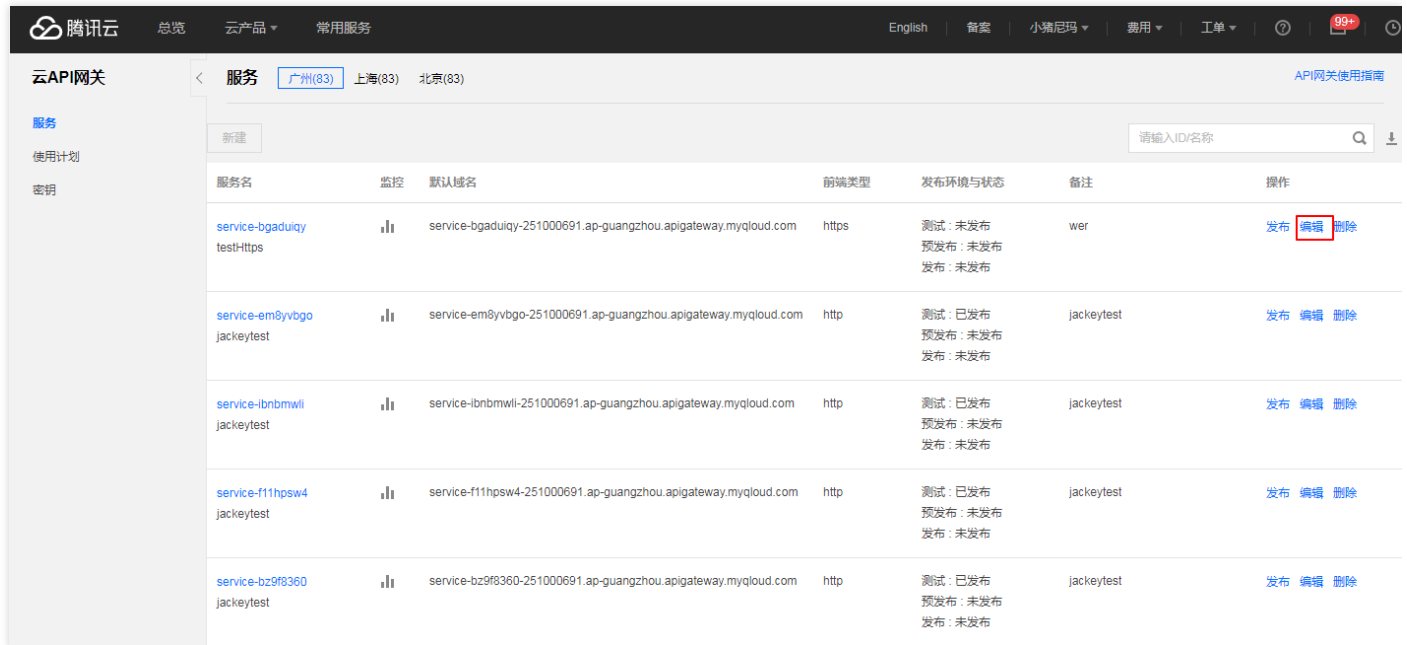 腾讯云 总览 云产品 常用服务 English 备案 小猪尼玛 费用 工单 99+
云API网关 服务 广州(83) 上海(83) 北京(83) API网关使用指南
服务
使用计划
密钥
新建 请输入ID/名称
服务名 监控 默认域名 前端类型 发布环境与状态 备注 操作
service-bgaduiqy service-bgaduiqy-251000691.ap-guangzhou.apigateway.myqloud.com https 测试 : 未发布 wer 发布 编辑 删除
testHttps 预发布 : 未发布
发布 : 未发布
service-em8yvbgo service-em8yvbgo-251000691.ap-guangzhou.apigateway.myqloud.com http 测试 : 已发布 jackeytest 发布 编辑 删除
jackeytest 预发布 : 未发布
发布 : 未发布
service-ibnbmwli service-ibnbmwli-251000691.ap-guangzhou.apigateway.myqloud.com http 测试 : 已发布 jackeytest 发布 编辑 删除
jackeytest 预发布 : 未发布
发布 : 未发布
service-f11hpsw4 service-f11hpsw4-251000691.ap-guangzhou.apigateway.myqloud.com http 测试 : 已发布 jackeytest 发布 编辑 删除
jackeytest 预发布 : 未发布
发布 : 未发布
service-bz9f8360 service-bz9f8360-251000691.ap-guangzhou.apigateway.myqloud.com http 测试 : 已发布 jackeytest 发布 编辑 删除
jackeytest 预发布 : 未发布
发布 : 未发布